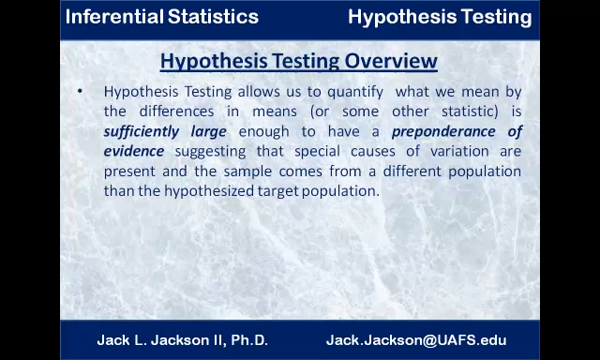 Inferential Statistics Hypothesis Testing
Hypothesis Testing Overview
• Hypothesis Testing allows us to quantify what we mean by
the differences in means (or some other statistic) is
sufficiently large enough to have a preponderance of
evidence suggesting that special causes of variation are
present and the sample comes from a different population
than the hypothesized target population.
Jack L. Jackson II, Ph.D. Jack.Jackson@UAFS.edu